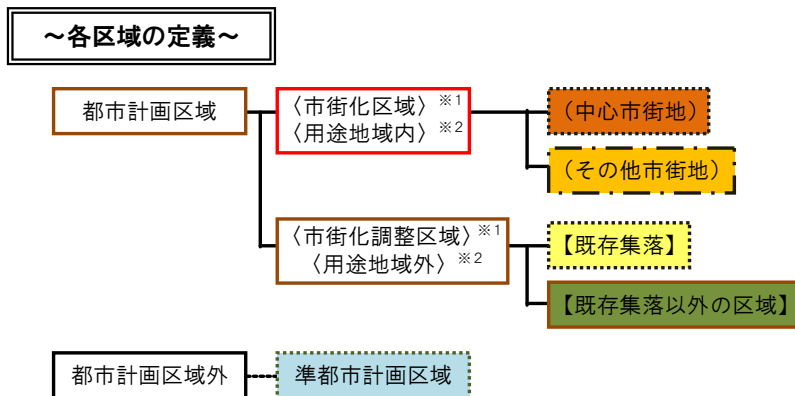 ～各区域の定義～
都市計画区域
〈市街化区域〉※1
〈用途地域内〉※2
（中心市街地）
（その他市街地）
〈市街化調整区域〉※1
〈用途地域外〉※2
【既存集落】
【既存集落以外の区域】
都市計画区域外
準都市計画区域